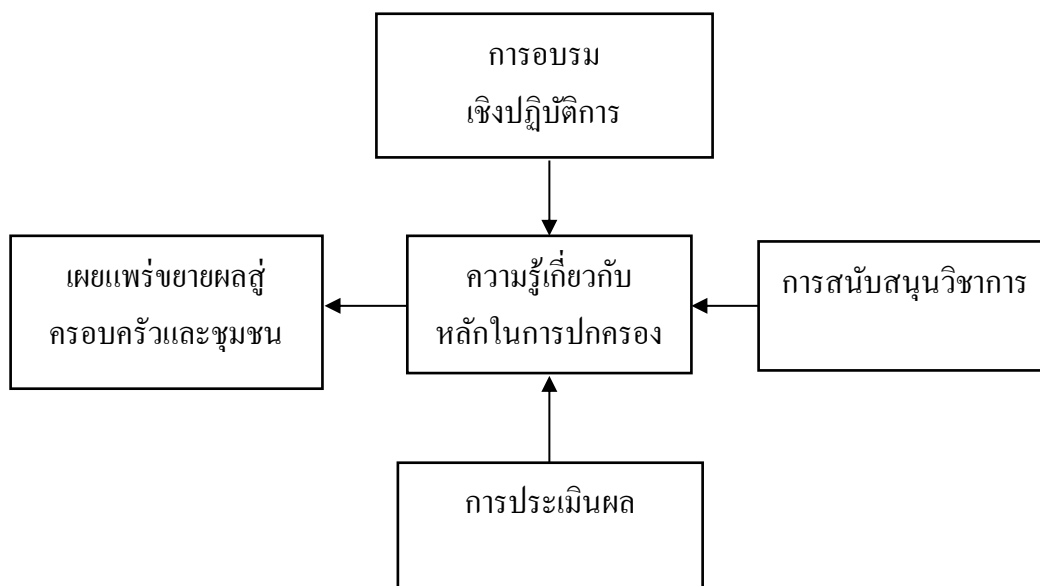 การอบรม
เชิงปฏิบัติการ
เผยแพร่ขยายผลสู่
ครอบครัวและชุมชน
ความรู้เกี่ยวกับ
หลักในการปกครอง
การสนับสนุนวิชาการ
การประเมินผล